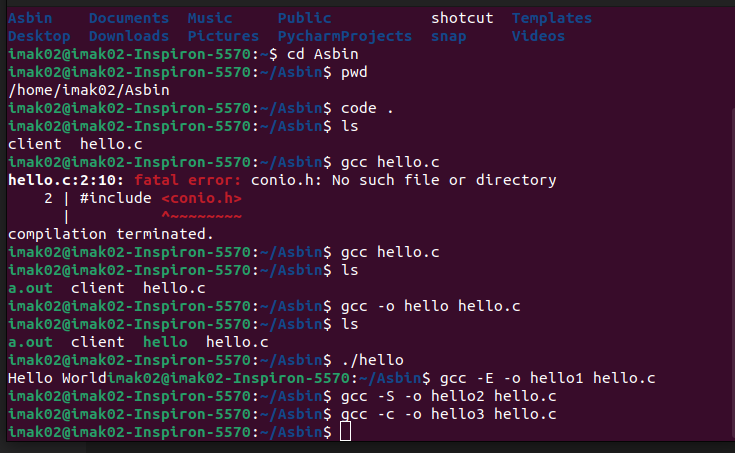 Asbin Documents Music Public shotcut Templates
Desktop Downloads Pictures PycharmProjects snap Videos
imak02@imak02-Inspiron-5570:~$ cd Asbin
imak02@imak02-Inspiron-5570:~/Asbin$ pwd
/home/imak02/Asbin
imak02@imak02-Inspiron-5570:~/Asbin$ code .
imak02@imak02-Inspiron-5570:~/Asbin$ ls
client hello.c
imak02@imak02-Inspiron-5570:~/Asbin$ gcc hello.c
hello.c:2:10: fatal error: conio.h: No such file or directory
2 | #include <conio.h>
| ^~~~~~~~~
compilation terminated.
imak02@imak02-Inspiron-5570:~/Asbin$ gcc hello.c
imak02@imak02-Inspiron-5570:~/Asbin$ ls
a.out client hello.c
imak02@imak02-Inspiron-5570:~/Asbin$ gcc -o hello hello.c
imak02@imak02-Inspiron-5570:~/Asbin$ ls
a.out client hello hello.c
imak02@imak02-Inspiron-5570:~/Asbin$ ./hello
Hello Worldimak02@imak02-Inspiron-5570:~/Asbin$ gcc -E -o hello1 hello.c
imak02@imak02-Inspiron-5570:~/Asbin$ gcc -S -o hello2 hello.c
imak02@imak02-Inspiron-5570:~/Asbin$ gcc -c -o hello3 hello.c
imak02@imak02-Inspiron-5570:~/Asbin$